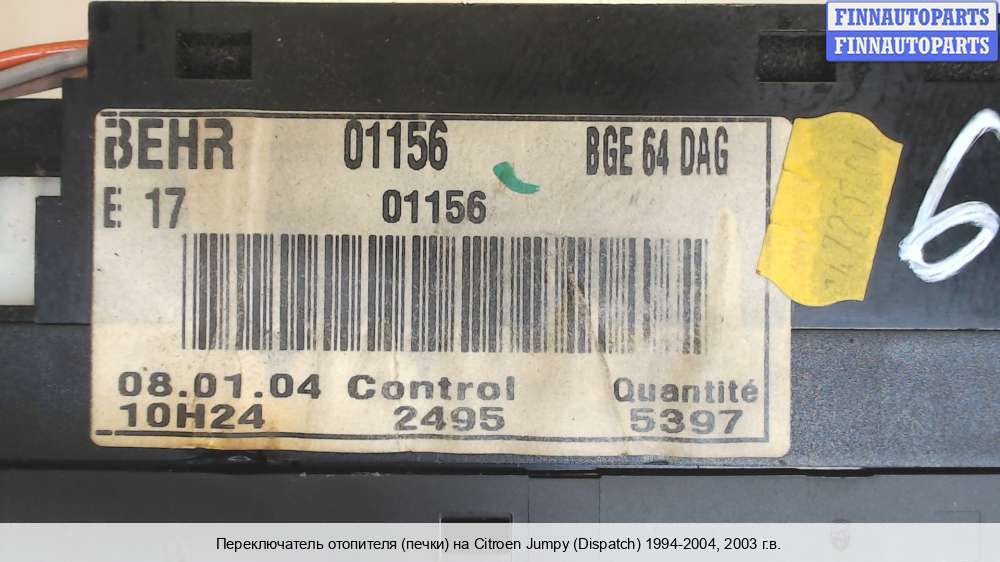 FINNAUTOPARTS
FINNAUTOPARTS
BEHR 01156 BGE 64 DAG
E 17 01156
6
08.01.04 Control Quantité
10H24 2495 5397
Переключатель отопителя (печки) на Citroen Jumpy (Dispatch) 1994-2004, 2003 г.в.